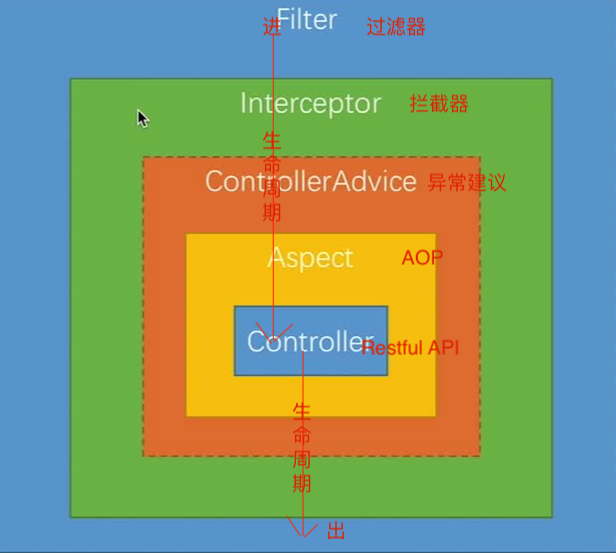 Filter
进
过滤器
Interceptor
拦截器
生命周期
ControllerAdvice
异常建议
Aspect
AOP
Controller
Restful API
生命周期
出